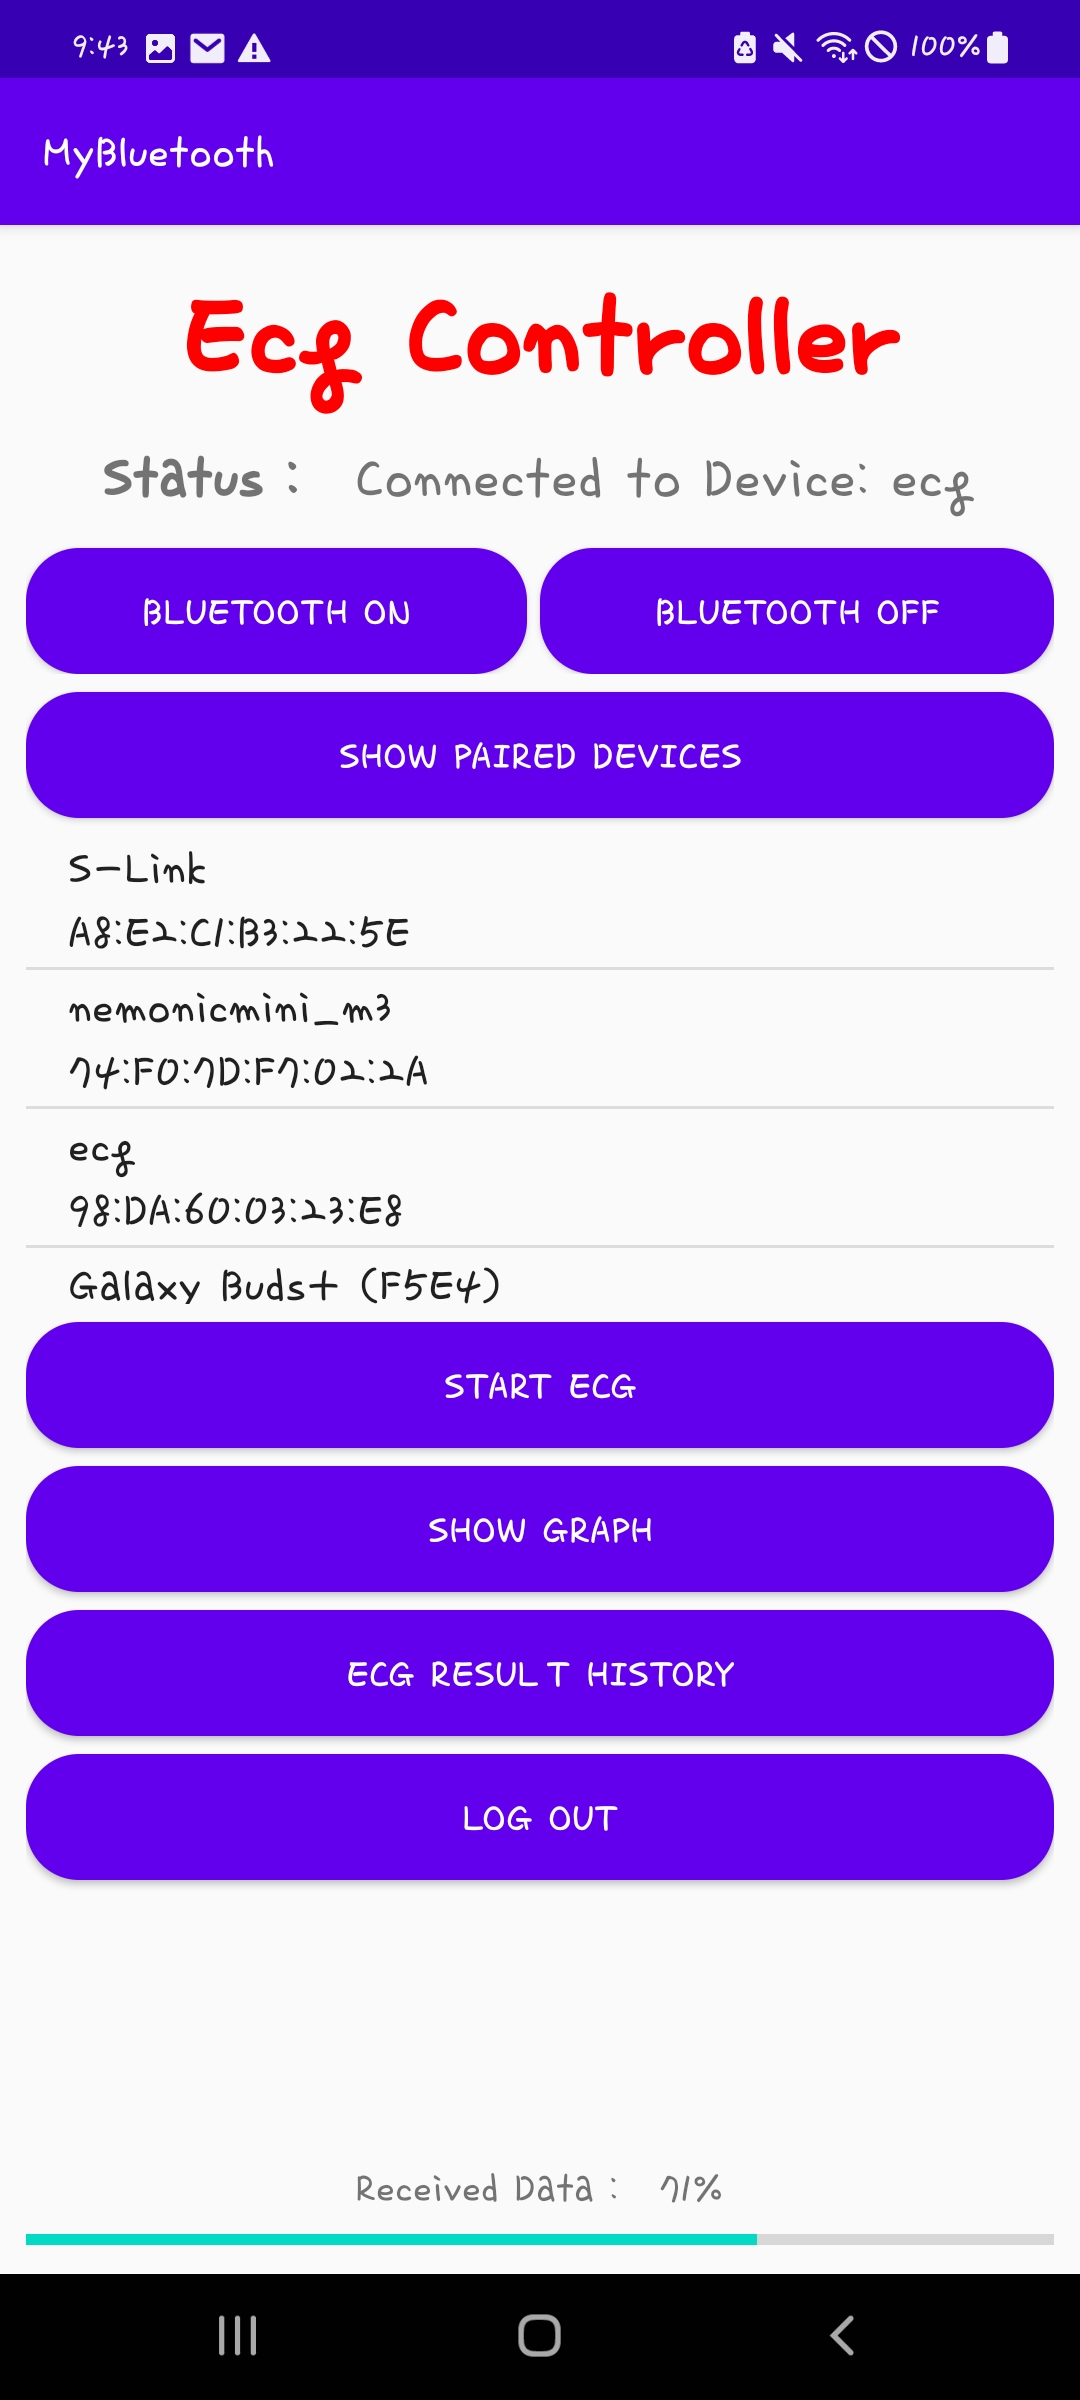 9:43 100%
MyBluetooth
Ecg Controller
Status : Connected to Device: ecg
BLUETOOTH ON BLUETOOTH OFF
SHOW PAIRED DEVICES
S-Link
A8:E2:C1:B3:22:5E
nemonicmini_m3
74:F0:7D:F7:02:2A
ecg
98:DA:60:03:23:E8
Galaxy Buds+ (F5E4)
START ECG
SHOW GRAPH
ECG RESULT HISTORY
LOG OUT
Received Data : 71%